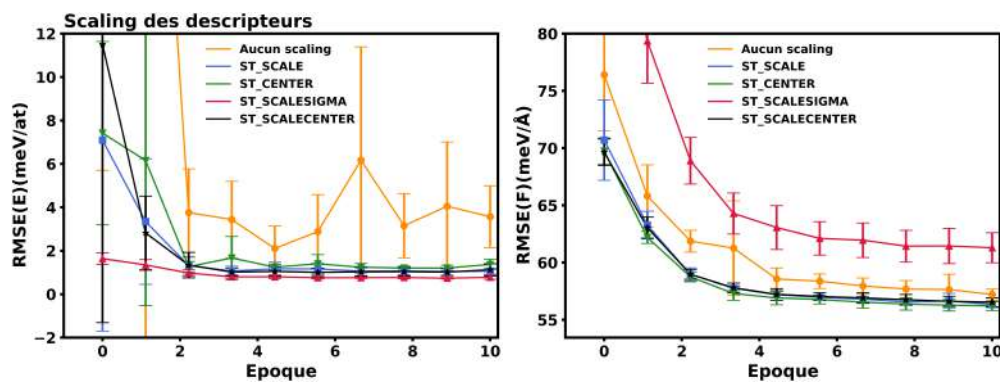 Scaling des descripteurs
RMSE(E)(meV/at)
12
10
8
6
4
2
0
−2
Aucun scaling
ST_SCALE
ST_CENTER
ST_SCALESIGMA
ST_SCALECENTER
0
2
4
6
8
10
Epoque
RMSE(F)(meV/Å)
80
75
70
65
60
55
Aucun scaling
ST_SCALE
ST_CENTER
ST_SCALESIGMA
ST_SCALECENTER
0
2
4
6
8
10
Epoque